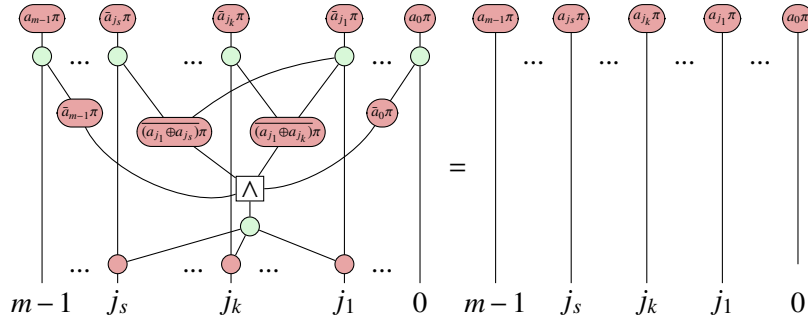 a_{m−1}π ā_{j_s}π ā_{j_k}π ā_{j_1}π a_0π a_{m−1}π a_{j_s}π a_{j_k}π a_{j_1}π a_0π
... ... ... ... ... ... ... ...
ā_{m−1}π \overline{(a_{j_1}⊕a_{j_s})}π \overline{(a_{j_1}⊕a_{j_k})}π ā_0π
∧ =
... ... ... ...
m−1 j_s j_k j_1 0 m−1 j_s j_k j_1 0